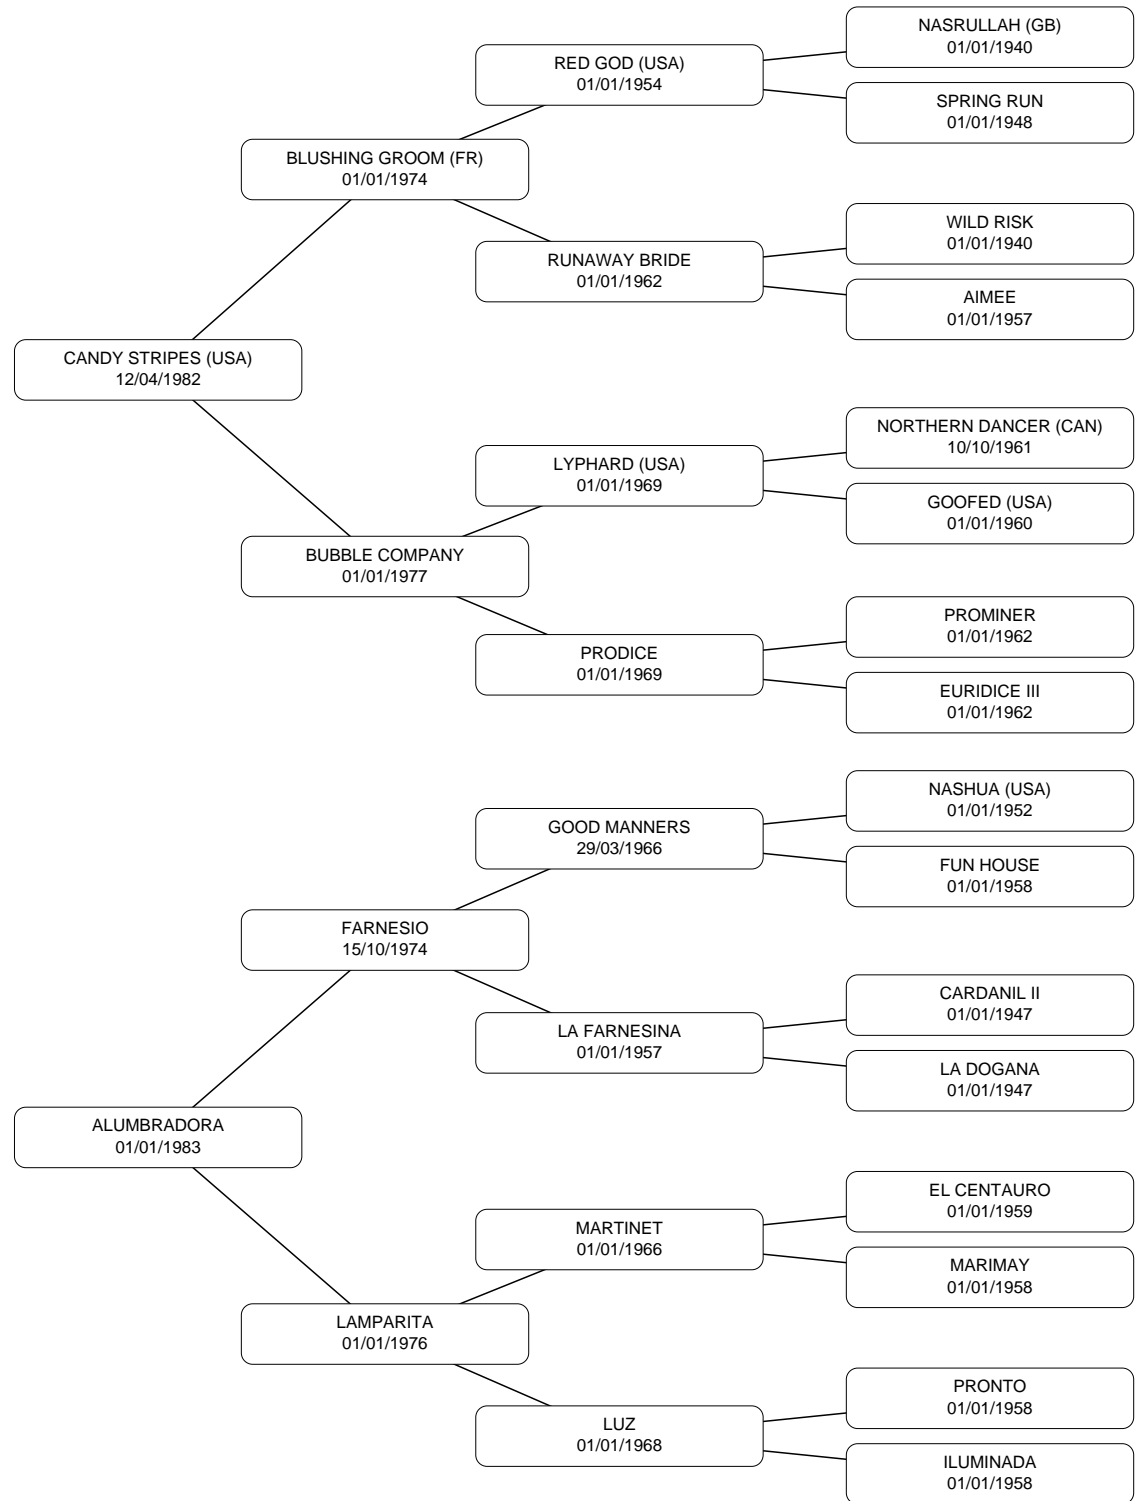 NASRULLAH (GB)
01/01/1940
RED GOD (USA)
01/01/1954
SPRING RUN
01/01/1948
BLUSHING GROOM (FR)
01/01/1974
WILD RISK
01/01/1940
RUNAWAY BRIDE
01/01/1962
AIMEE
01/01/1957
CANDY STRIPES (USA)
12/04/1982
NORTHERN DANCER (CAN)
10/10/1961
LYPHARD (USA)
01/01/1969
GOOFED (USA)
01/01/1960
BUBBLE COMPANY
01/01/1977
PROMINER
01/01/1962
PRODICE
01/01/1969
EURIDICE III
01/01/1962
NASHUA (USA)
01/01/1952
GOOD MANNERS
29/03/1966
FUN HOUSE
01/01/1958
FARNESIO
15/10/1974
CARDANIL II
01/01/1947
LA FARNESINA
01/01/1957
LA DOGANA
01/01/1947
ALUMBRADORA
01/01/1983
EL CENTAURO
01/01/1959
MARTINET
01/01/1966
MARIMAY
01/01/1958
LAMPARITA
01/01/1976
PRONTO
01/01/1958
LUZ
01/01/1968
ILUMINADA
01/01/1958